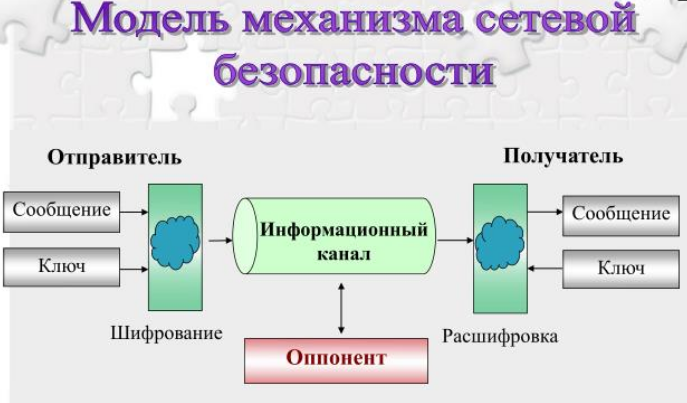 Модель механизма сетевой
безопасности
Отправитель
Получатель
Сообщение
Ключ
Шифрование
Информационный
канал
Оппонент
Сообщение
Ключ
Расшифровка